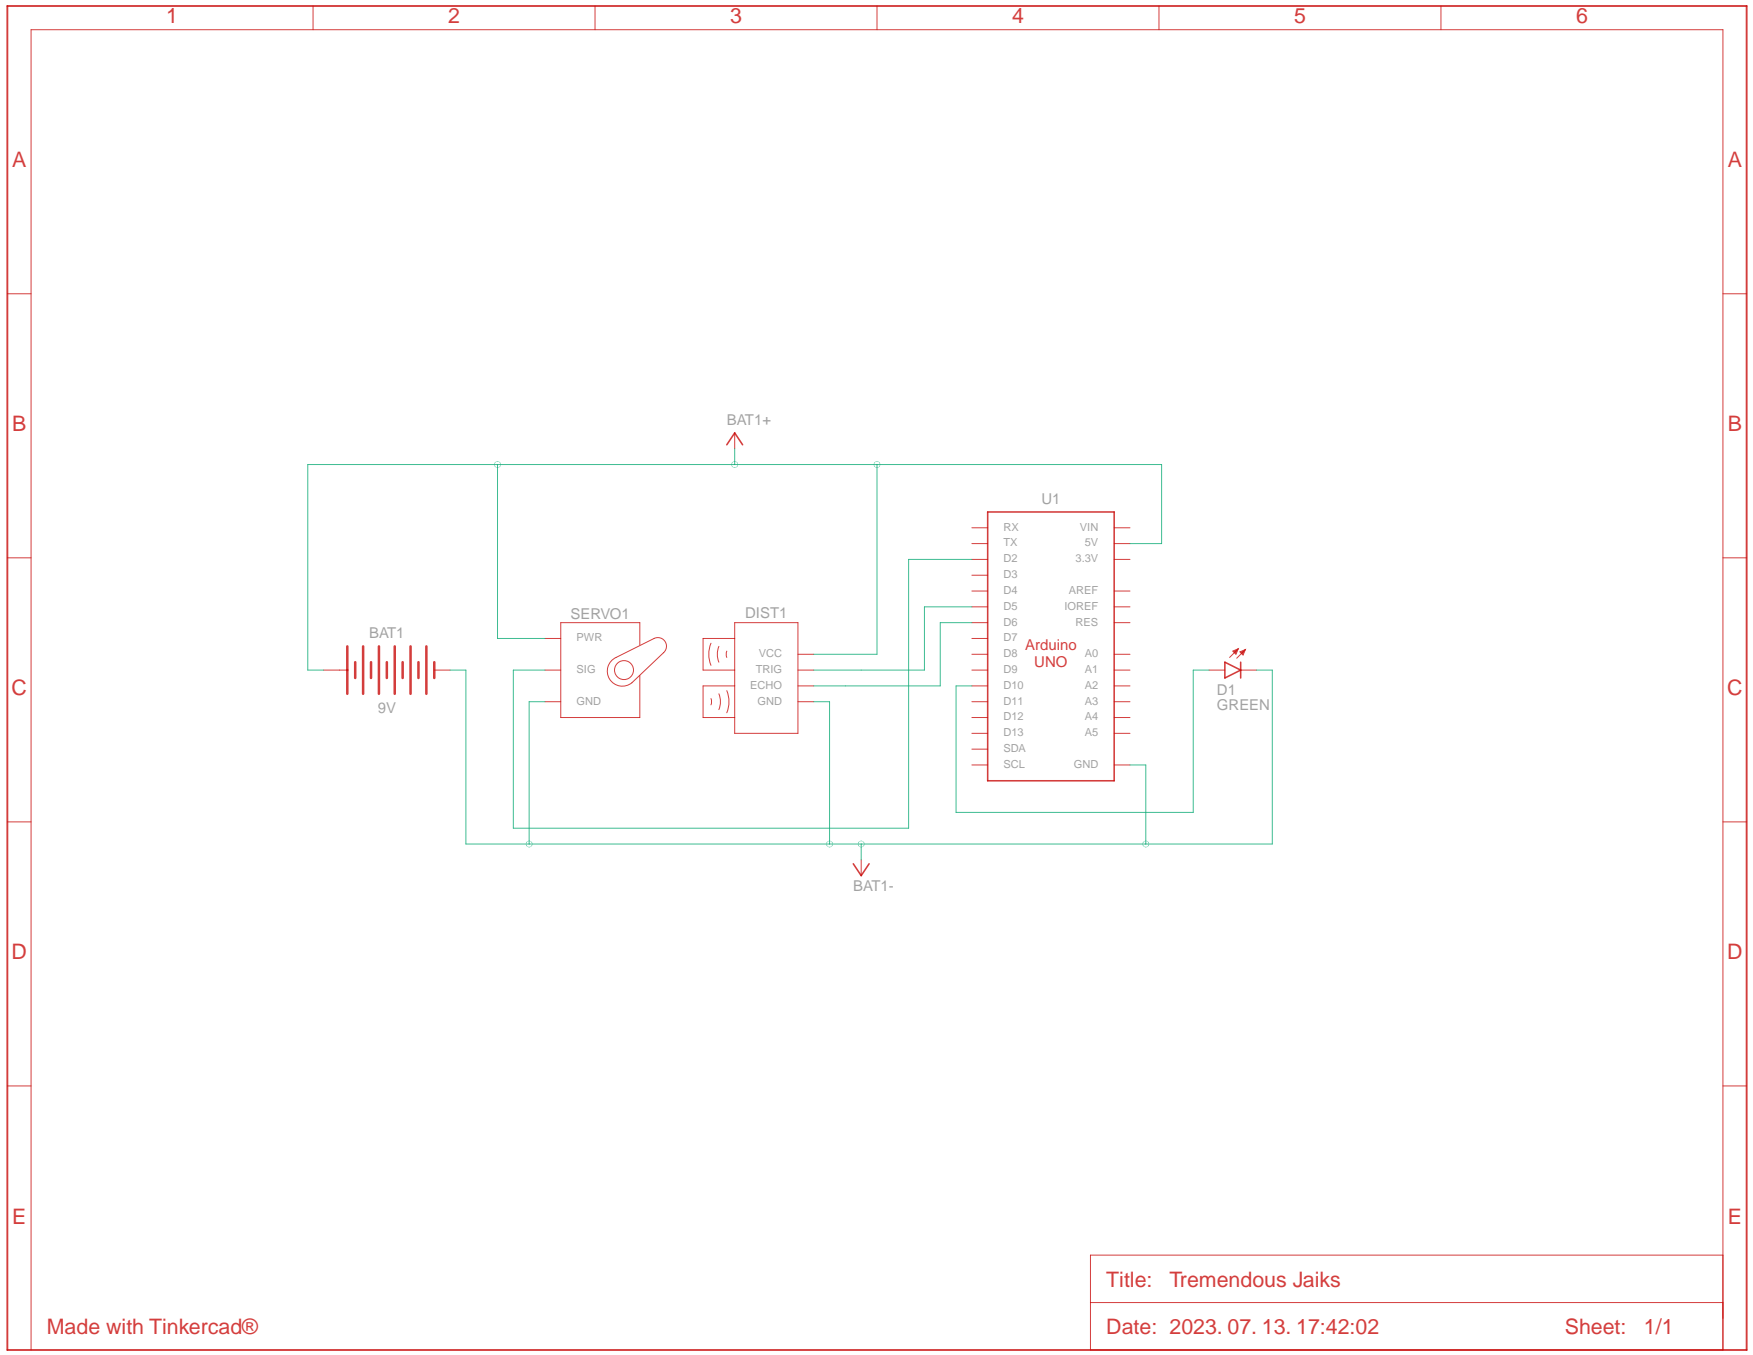 1 2 3 4 5 6
A A
B B
C C
D D
E E
BAT1+
BAT1
9V
SERVO1
PWR
SIG
GND
DIST1
VCC
TRIG
ECHO
GND
U1
RX VIN
TX 5V
D2 3.3V
D3
D4 AREF
D5 IOREF
D6 RES
D7
Arduino
UNO
D8 A0
D9 A1
D10 A2
D11 A3
D12 A4
D13 A5
SDA
SCL GND
D1
GREEN
BAT1-
Title: Tremendous Jaiks
Made with Tinkercad®
Date: 2023. 07. 13. 17:42:02 Sheet: 1/1